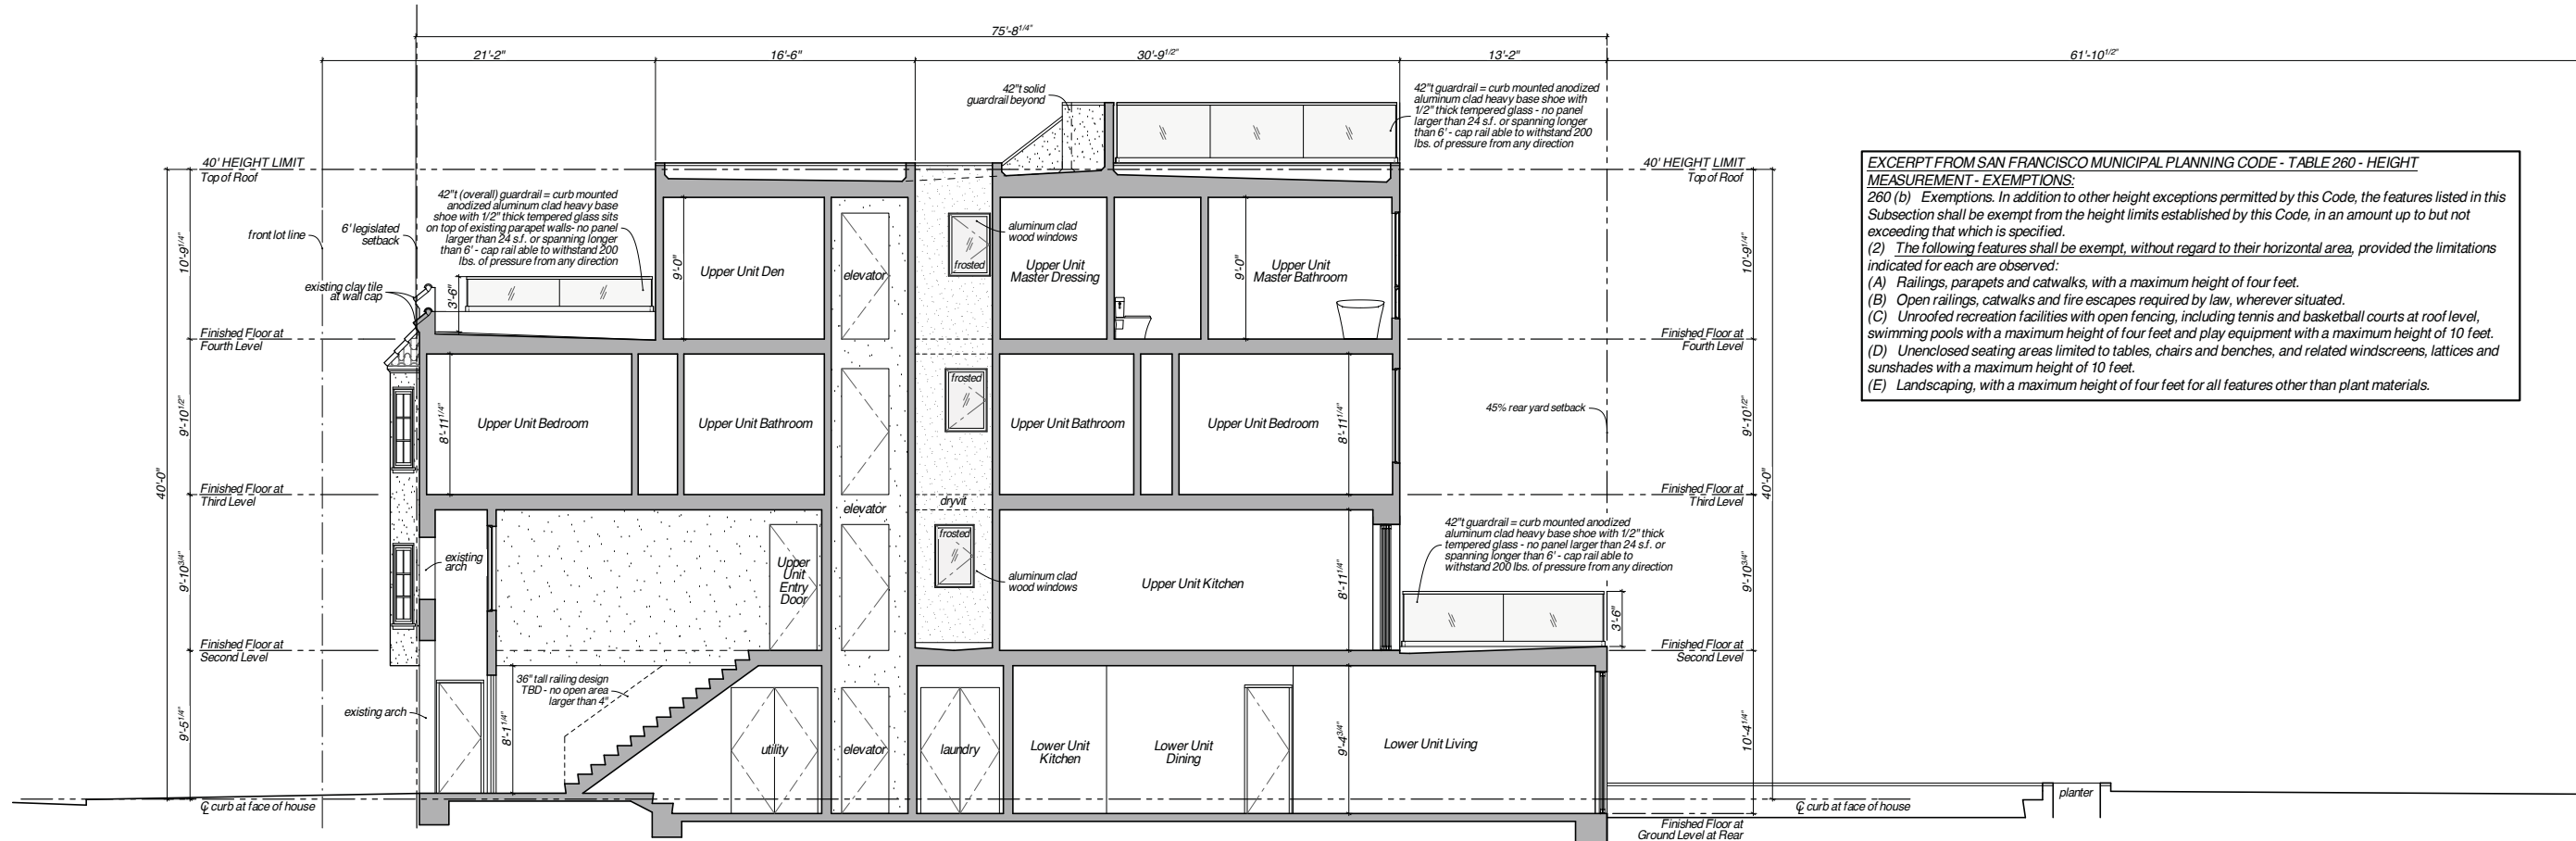 75'-8 1/4"
21'-2"
16'-6"
30'-9 1/2"
13'-2"
61'-10 1/2"
42"t solid
guardrail beyond
42"t guardrail = curb mounted anodized
aluminum clad heavy base shoe with
1/2" thick tempered glass - no panel
larger than 24 s.f. or spanning longer
than 6' - cap rail able to withstand 200
lbs. of pressure from any direction
40' HEIGHT LIMIT
Top of Roof
40' HEIGHT LIMIT
Top of Roof
EXCERPT FROM SAN FRANCISCO MUNICIPAL PLANNING CODE - TABLE 260 - HEIGHT
MEASUREMENT - EXEMPTIONS:
260 (b) Exemptions. In addition to other height exceptions permitted by this Code, the features listed in this
Subsection shall be exempt from the height limits established by this Code, in an amount up to but not
exceeding that which is specified.
(2) The following features shall be exempt, without regard to their horizontal area, provided the limitations
indicated for each are observed:
(A) Railings, parapets and catwalks, with a maximum height of four feet.
(B) Open railings, catwalks and fire escapes required by law, wherever situated.
(C) Unroofed recreation facilities with open fencing, including tennis and basketball courts at roof level,
swimming pools with a maximum height of four feet and play equipment with a maximum height of 10 feet.
(D) Unenclosed seating areas limited to tables, chairs and benches, and related windscreens, lattices and
sunshades with a maximum height of 10 feet.
(E) Landscaping, with a maximum height of four feet for all features other than plant materials.
42"t (overall) guardrail = curb mounted
anodized aluminum clad heavy base
shoe with 1/2" thick tempered glass sits
on top of existing parapet walls- no panel
larger than 24 s.f. or spanning longer
than 6' - cap rail able to withstand 200
lbs. of pressure from any direction
front lot line
6' legislated
setback
existing clay tile
at wall cap
10'-9 1/4"
3'-6"
9'-0"
Upper Unit Den
elevator
frosted
aluminum clad
wood windows
Upper Unit
Master Dressing
9'-0"
Upper Unit
Master Bathroom
10'-9 1/4"
Finished Floor at
Fourth Level
Finished Floor at
Fourth Level
40'-0"
9'-10 1/2"
8'-11 1/4"
Upper Unit Bedroom
Upper Unit Bathroom
frosted
Upper Unit Bathroom
Upper Unit Bedroom
8'-11 1/4"
45% rear yard setback
9'-10 1/2"
40'-0"
Finished Floor at
Third Level
elevator
dryvit
Finished Floor at
Third Level
9'-10 3/4"
existing
arch
Upper
Unit
Entry
Door
frosted
aluminum clad
wood windows
Upper Unit Kitchen
8'-11 1/4"
42"t guardrail = curb mounted anodized
aluminum clad heavy base shoe with 1/2" thick
tempered glass - no panel larger than 24 s.f. or
spanning longer than 6' - cap rail able to
withstand 200 lbs. of pressure from any direction
3'-6"
9'-10 3/4"
Finished Floor at
Second Level
Finished Floor at
Second Level
36" tall railing design
TBD - no open area
larger than 4"
existing arch
9'-5 1/4"
8'-1 1/4"
utility
elevator
laundry
Lower Unit
Kitchen
Lower Unit
Dining
9'-4 3/4"
Lower Unit Living
10'-4 1/4"
planter
℄ curb at face of house
℄ curb at face of house
Finished Floor at
Ground Level at Rear